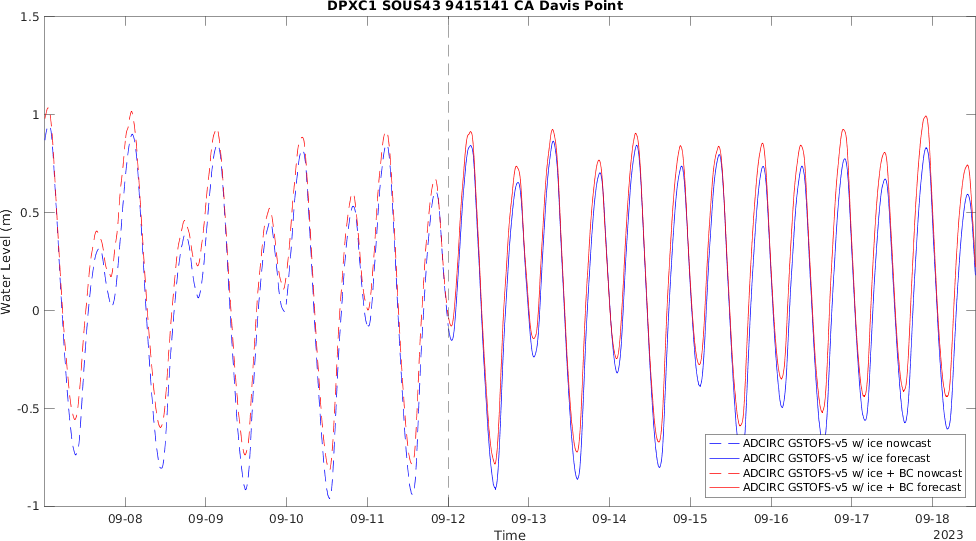 DPXC1 SOUS43 9415141 CA Davis Point
1.5
1
0.5
0
-0.5
-1
Water Level (m)
ADCIRC GSTOFS-v5 w/ ice nowcast
ADCIRC GSTOFS-v5 w/ ice forecast
ADCIRC GSTOFS-v5 w/ ice + BC nowcast
ADCIRC GSTOFS-v5 w/ ice + BC forecast
09-08 09-09 09-10 09-11 09-12 09-13 09-14 09-15 09-16 09-17 09-18
Time
2023